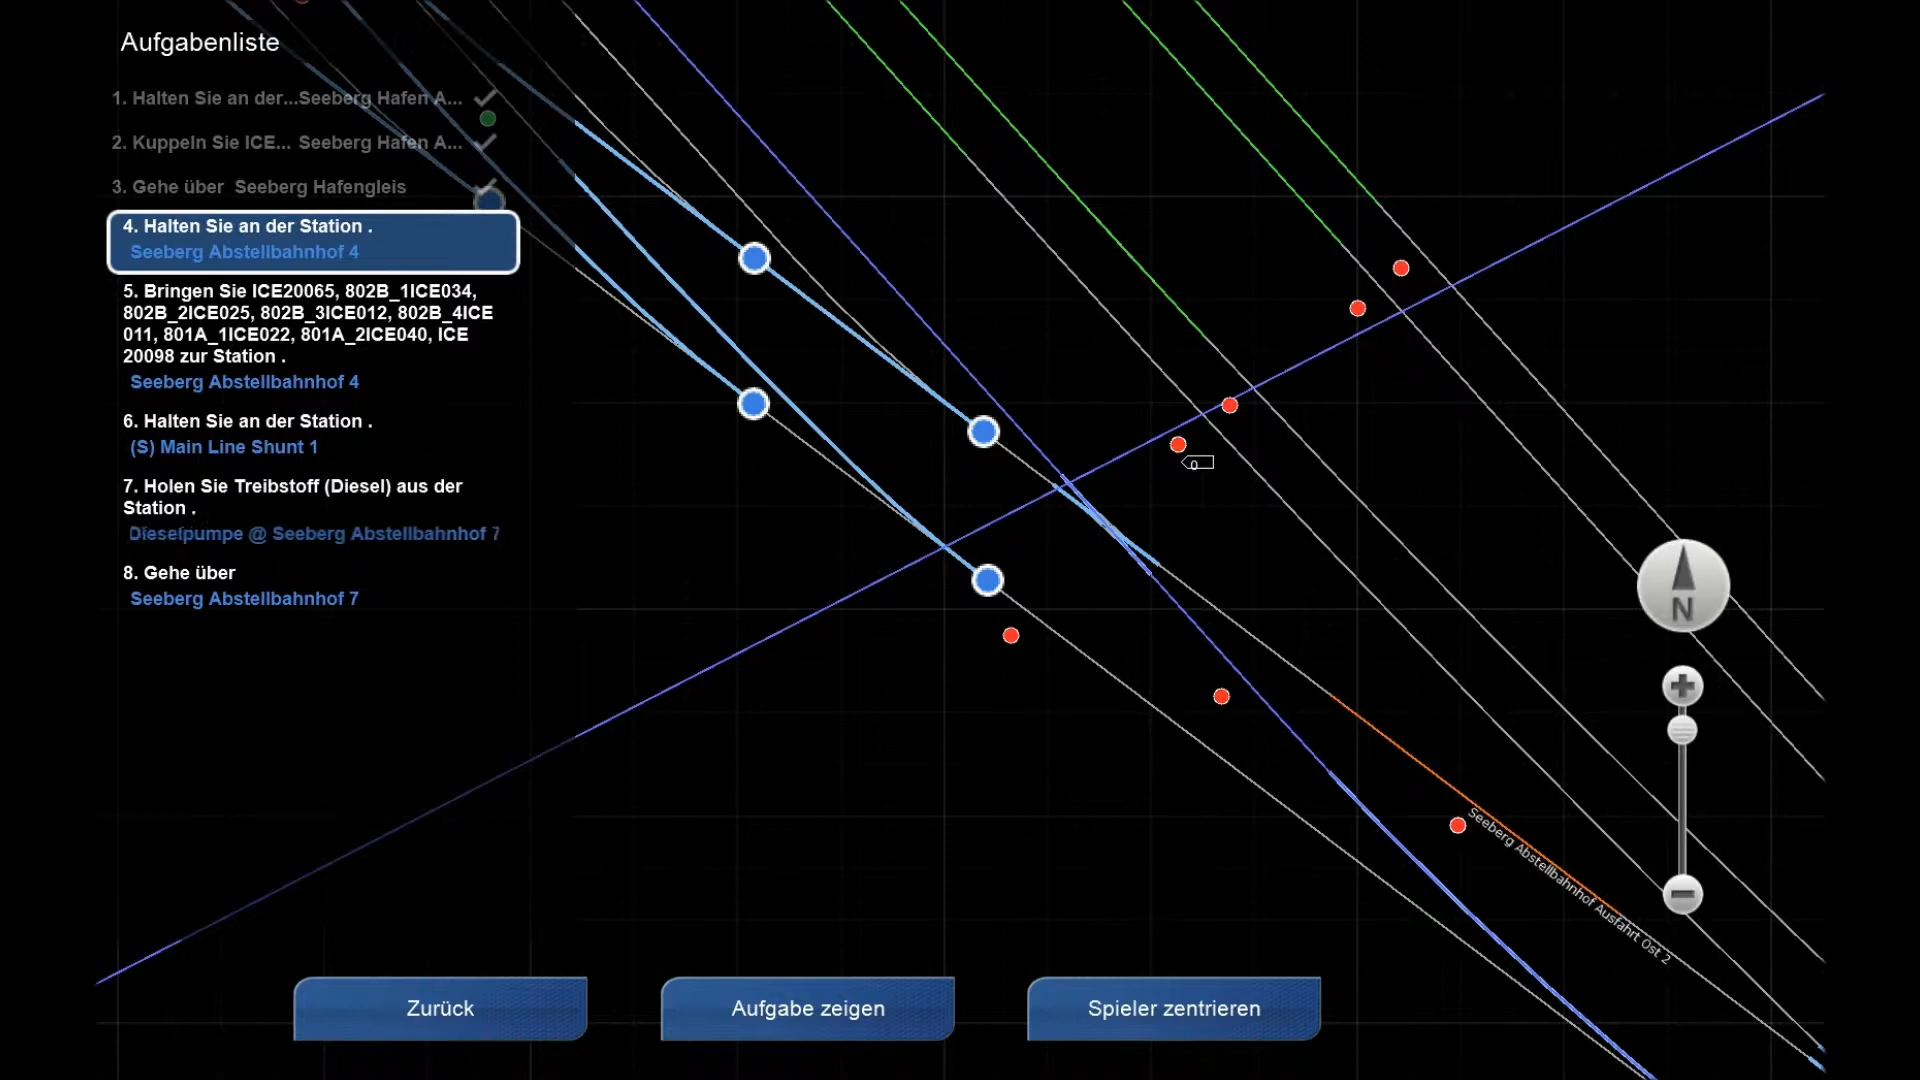 Aufgabenliste
1. Halten Sie an der...Seeberg Hafen A...
2. Kuppeln Sie ICE... Seeberg Hafen A...
3. Gehe über Seeberg Hafengleis
4. Halten Sie an der Station .
Seeberg Abstellbahnhof 4
5. Bringen Sie ICE20065, 802B_1ICE034,
802B_2ICE025, 802B_3ICE012, 802B_4ICE
011, 801A_1ICE022, 801A_2ICE040, ICE
20098 zur Station .
Seeberg Abstellbahnhof 4
6. Halten Sie an der Station .
(S) Main Line Shunt 1
7. Holen Sie Treibstoff (Diesel) aus der
Station .
Dieselpumpe @ Seeberg Abstellbahnhof 7
8. Gehe über
Seeberg Abstellbahnhof 7
0
N
Seeberg Abstellbahnhof Ausfahrt Ost 2
Zurück
Aufgabe zeigen
Spieler zentrieren